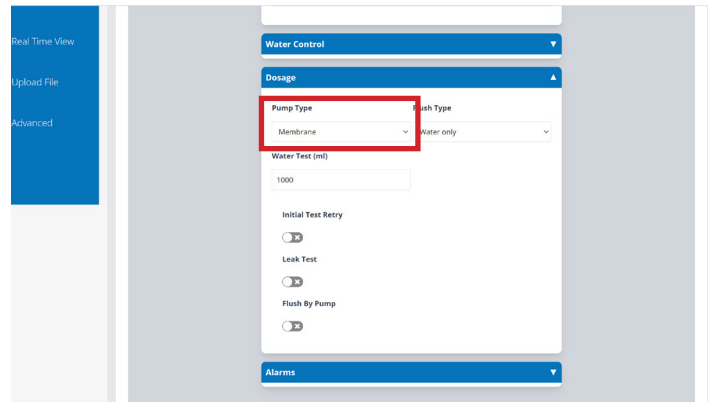 Real Time View
Upload File
Advanced
Water Control
Dosage
Pump Type
ush Type
Membrane
Water only
Water Test (ml)
1000
Initial Test Retry
Leak Test
Flush By Pump
Alarms